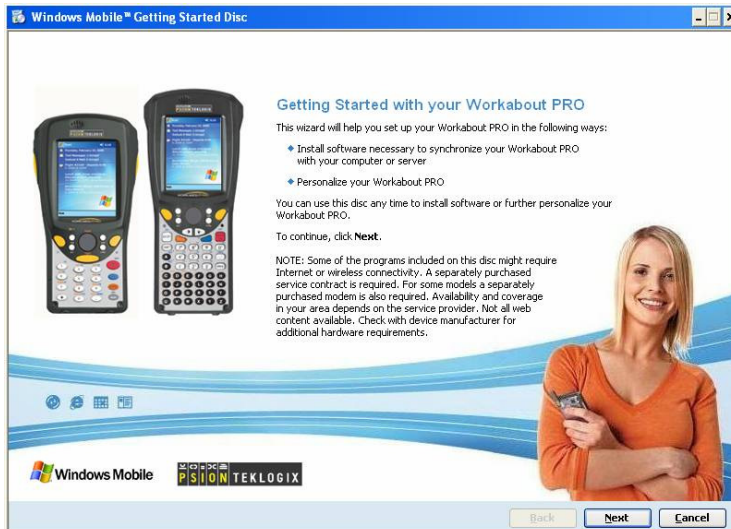 Windows Mobile™ Getting Started Disc
Getting Started with your Workabout PRO
This wizard will help you set up your Workabout PRO in the following ways:
Install software necessary to synchronize your Workabout PRO
with your computer or server
Personalize your Workabout PRO
You can use this disc any time to install software or further personalize your
Workabout PRO.
To continue, click Next.
NOTE: Some of the programs included on this disc might require
Internet or wireless connectivity. A separately purchased
service contract is required. For some models a separately
purchased modem is also required. Availability and coverage
in your area depends on the service provider. Not all web
content available. Check with device manufacturer for
additional hardware requirements.
Windows Mobile
PSION TEKLOGIX
Back
Next
Cancel